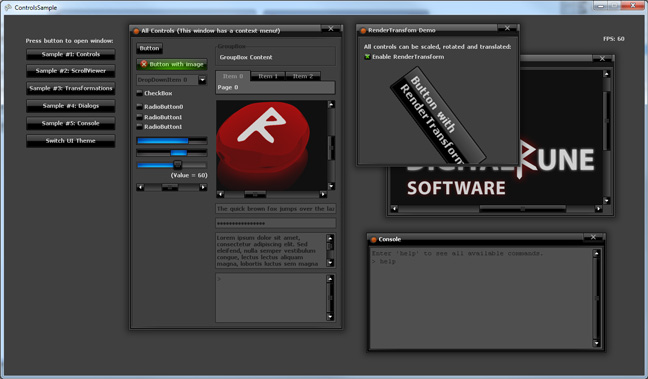 ControlsSample
Press button to open window:
Sample #1: Controls
Sample #2: ScrollViewer
Sample #3: Transformations
Sample #4: Dialogs
Sample #5: Console
Switch UI Theme
All Controls (This window has a context menu!)
Button
Button with image
DropDownItem 0
CheckBox
RadioButton0
RadioButton1
RadioButton1
(Value = 60)
GroupBox
GroupBox Content
Item 0 Item 1 Item 2
Page 0
The quick brown fox jumps over the laz
****************
Lorem ipsum dolor sit amet,
consectetur adipiscing elit. Sed
eleifend, nulla semper vestibulum
congue, lectus lectus aliquam
magna, lobortis luctus sem magna
>
RenderTransform Demo
All controls can be scaled, rotated and translated:
Enable RenderTransform
Button with
RenderTransform
FPS: 60
DIGITALRUNE
SOFTWARE
Console
Enter 'help' to see all available commands.
> help